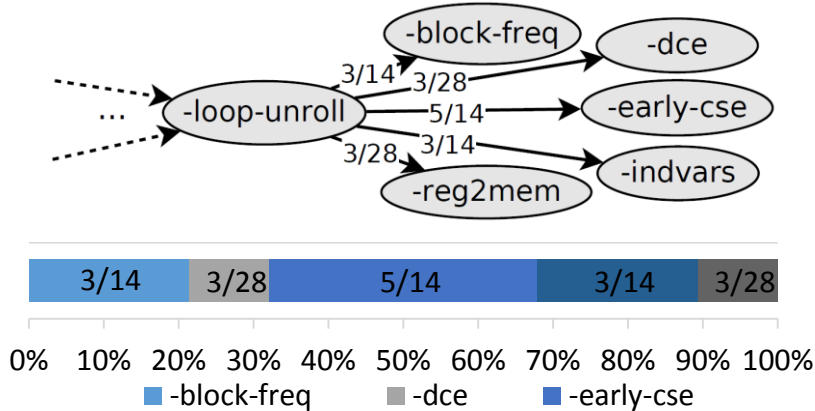 -block-freq
-dce
3/14
3/28
...
-loop-unroll
5/14
-early-cse
3/14
3/28
-indvars
-reg2mem
3/14 3/28 5/14 3/14 3/28
0% 10% 20% 30% 40% 50% 60% 70% 80% 90% 100%
-block-freq -dce -early-cse